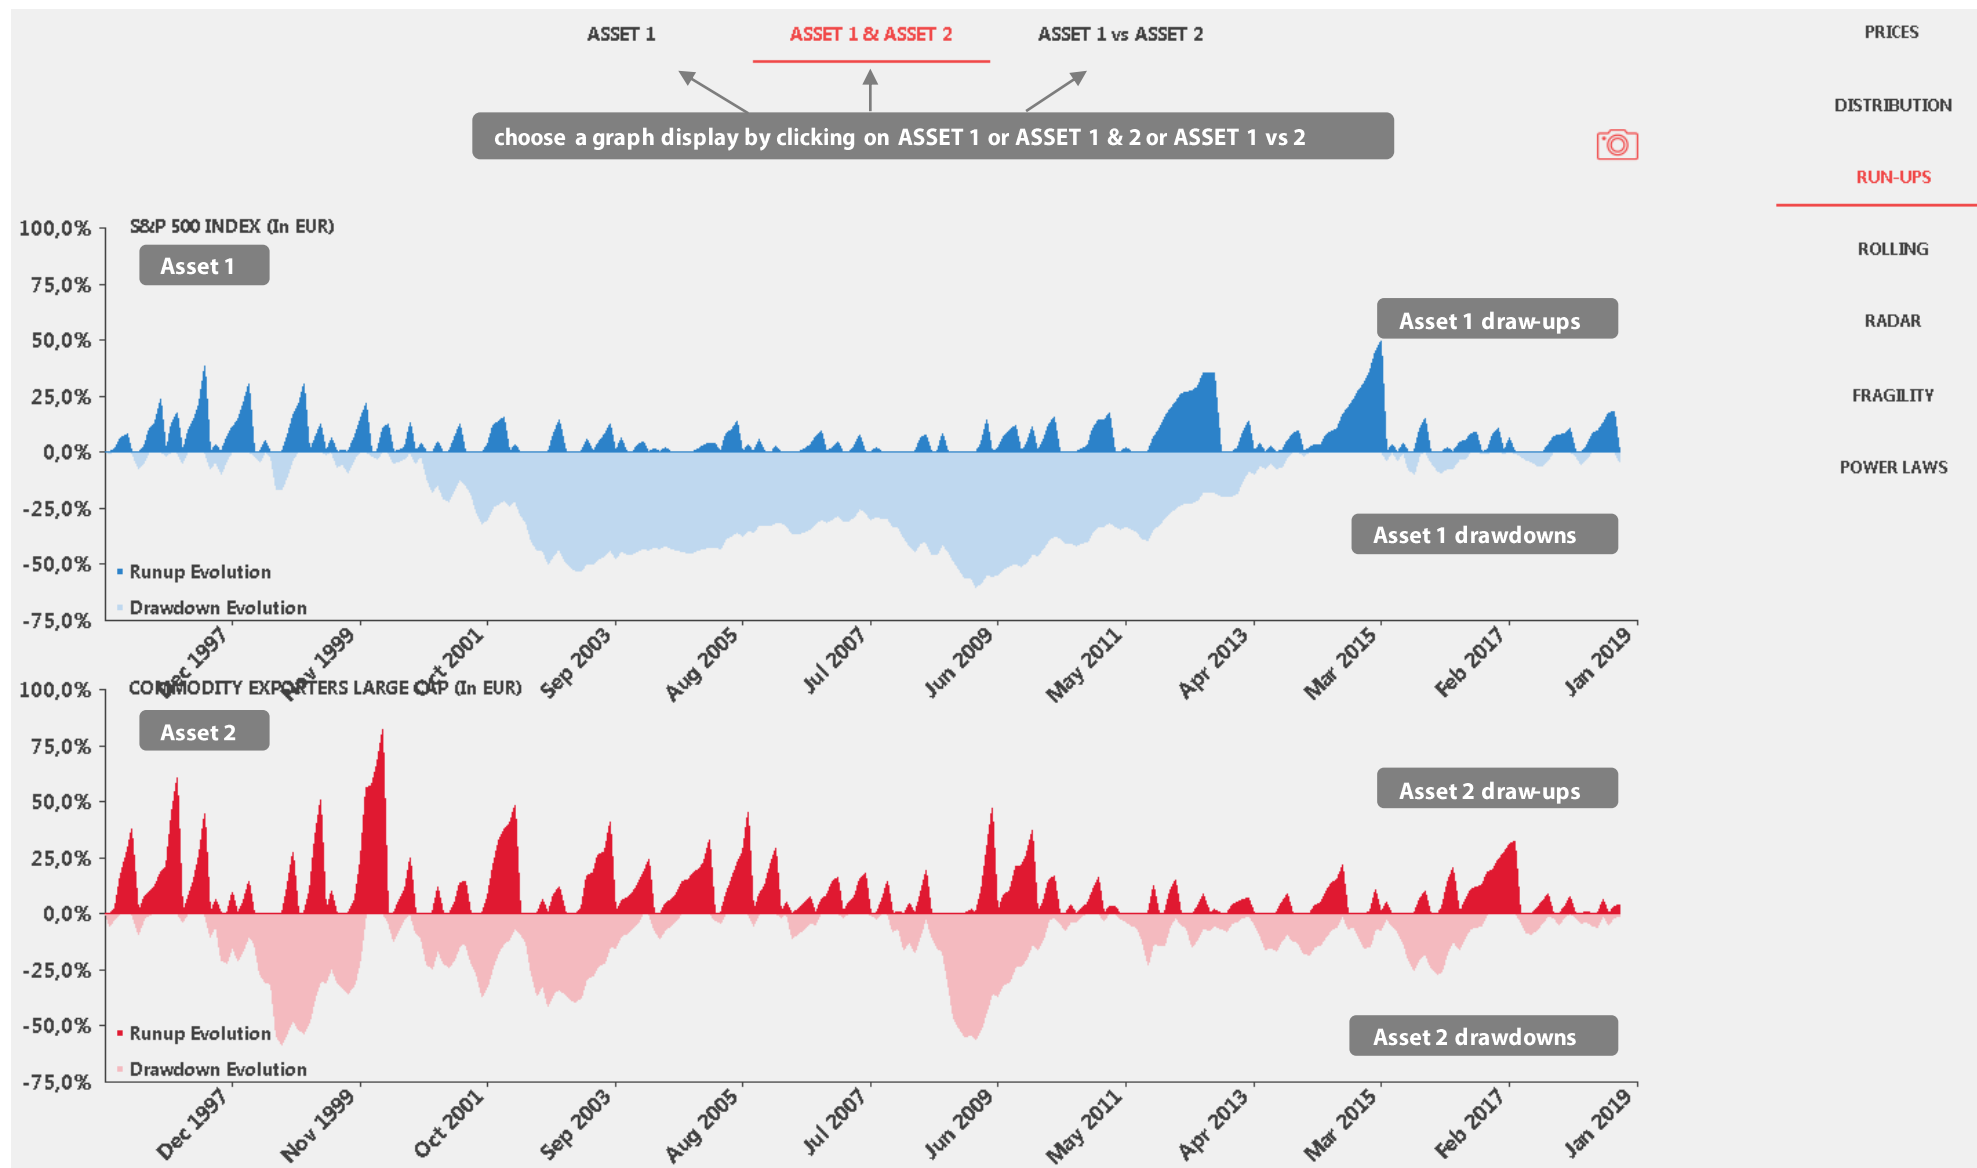 ASSET 1
ASSET 1 & ASSET 2
ASSET 1 vs ASSET 2
choose a graph display by clicking on ASSET 1 or ASSET 1 & 2 or ASSET 1 vs 2
PRICES
DISTRIBUTION
RUN-UPS
ROLLING
RADAR
FRAGILITY
POWER LAWS
S&P 500 INDEX (In EUR)
Asset 1
Asset 1 draw-ups
Asset 1 drawdowns
100,0%
75,0%
50,0%
25,0%
0,0%
-25,0%
-50,0%
-75,0%
Runup Evolution
Drawdown Evolution
Dec 1997
Nov 1999
Oct 2001
Sep 2003
Aug 2005
Jul 2007
Jun 2009
May 2011
Apr 2013
Mar 2015
Feb 2017
Jan 2019
COMMODITY EXPORTERS LARGE CAP (In EUR)
Asset 2
Asset 2 draw-ups
Asset 2 drawdowns
100,0%
75,0%
50,0%
25,0%
0,0%
-25,0%
-50,0%
-75,0%
Runup Evolution
Drawdown Evolution
Dec 1997
Nov 1999
Oct 2001
Sep 2003
Aug 2005
Jul 2007
Jun 2009
May 2011
Apr 2013
Mar 2015
Feb 2017
Jan 2019